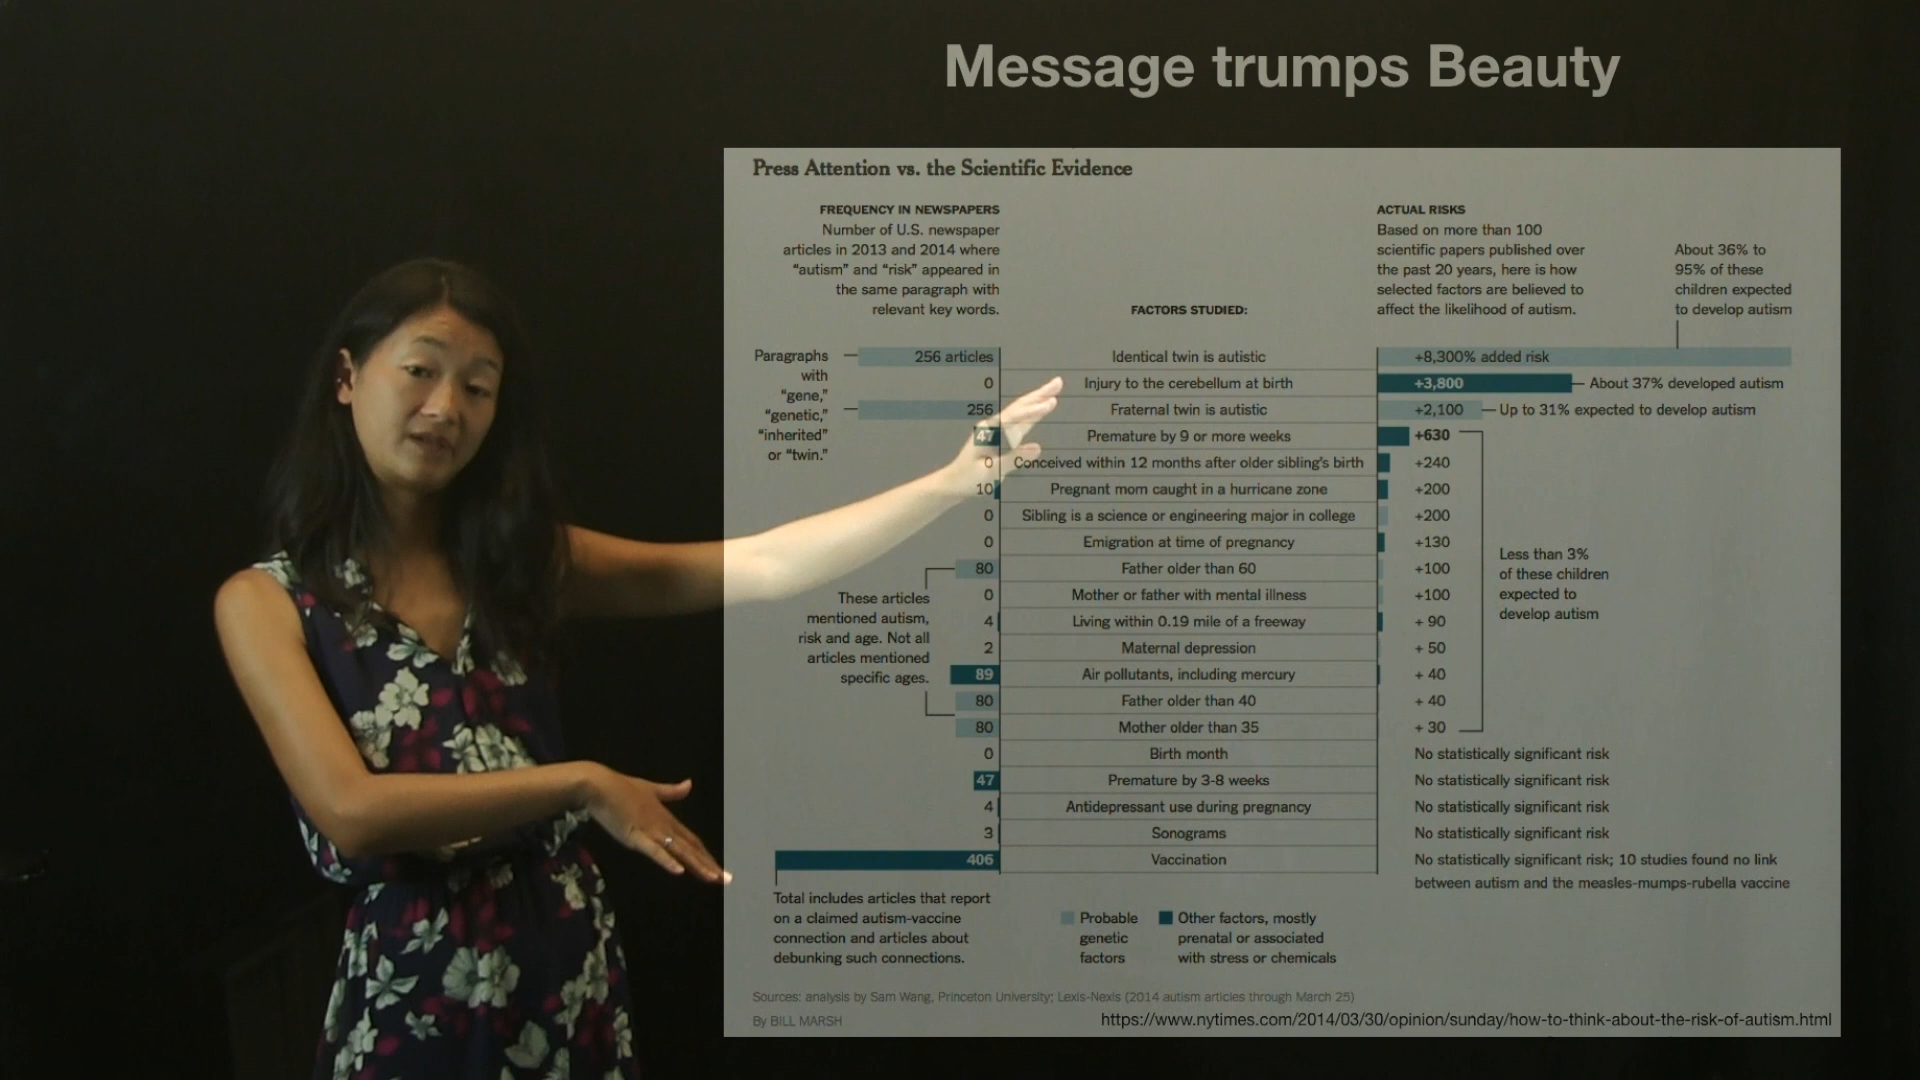 Message trumps Beauty
Press Attention vs. the Scientific Evidence
FREQUENCY IN NEWSPAPERS
Number of U.S. newspaper
articles in 2013 and 2014 where
“autism” and “risk” appeared in
the same paragraph with
relevant key words.
FACTORS STUDIED:
ACTUAL RISKS
Based on more than 100
scientific papers published over
the past 20 years, here is how
selected factors are believed to
affect the likelihood of autism.
About 36% to
95% of these
children expected
to develop autism
Paragraphs
with
“gene,”
“genetic,”
“inherited”
or “twin.”
256 articles Identical twin is autistic +8,300% added risk
0 Injury to the cerebellum at birth +3,800 About 37% developed autism
256 Fraternal twin is autistic +2,100 Up to 31% expected to develop autism
47 Premature by 9 or more weeks +630
0 Conceived within 12 months after older sibling's birth +240
10 Pregnant mom caught in a hurricane zone +200
0 Sibling is a science or engineering major in college +200
0 Emigration at time of pregnancy +130
80 Father older than 60 +100
0 Mother or father with mental illness +100
4 Living within 0.19 mile of a freeway + 90
2 Maternal depression + 50
89 Air pollutants, including mercury + 40
80 Father older than 40 + 40
80 Mother older than 35 + 30
0 Birth month No statistically significant risk
47 Premature by 3-8 weeks No statistically significant risk
4 Antidepressant use during pregnancy No statistically significant risk
3 Sonograms No statistically significant risk
406 Vaccination No statistically significant risk; 10 studies found no link
between autism and the measles-mumps-rubella vaccine
These articles
mentioned autism,
risk and age. Not all
articles mentioned
specific ages.
Less than 3%
of these children
expected to
develop autism
Total includes articles that report
on a claimed autism-vaccine
connection and articles about
debunking such connections.
Probable
genetic
factors
Other factors, mostly
prenatal or associated
with stress or chemicals
Sources: analysis by Sam Wang, Princeton University; Lexis-Nexis (2014 autism articles through March 25)
By BILL MARSH
https://www.nytimes.com/2014/03/30/opinion/sunday/how-to-think-about-the-risk-of-autism.html